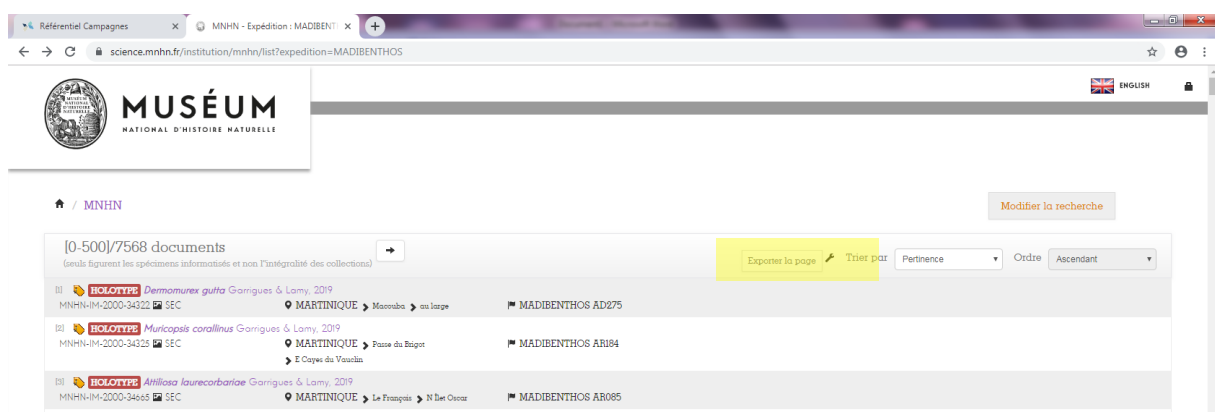 Référentiel Campagnes
MNHN - Expédition : MADIBENTH
science.mnhn.fr/institution/mnhn/list?expedition=MADIBENTHOS
ENGLISH
MUSÉUM
NATIONAL D'HISTOIRE NATURELLE
/ MNHN
Modifier la recherche
[0-500]/7568 documents
(seuls figurent les spécimens informatisés et non l'intégralité des collections)
Exporter la page Trier par Pertinence Ordre Ascendant
[1] HOLOTYPE Dermomurex gutta Garrigues & Lamy, 2019
MNHN-IM-2000-34322 SEC MARTINIQUE Macouba au large MADIBENTHOS AD275
[2] HOLOTYPE Muricopsis corallinus Garrigues & Lamy, 2019
MNHN-IM-2000-34325 SEC MARTINIQUE Passe du Brigot MADIBENTHOS AR184
E Cayes du Vauclin
[3] HOLOTYPE Attiliosa laurecorbariae Garrigues & Lamy, 2019
MNHN-IM-2000-34665 SEC MARTINIQUE Le François N Îlet Oscar MADIBENTHOS AR085